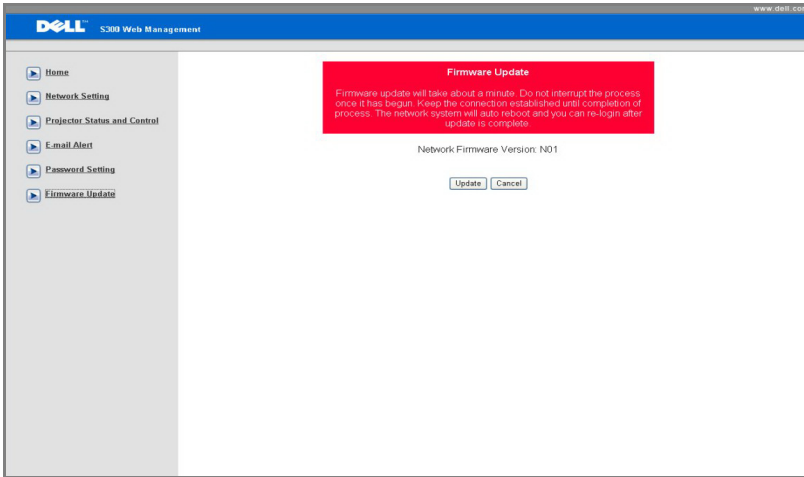 www.dell.com
DELL™ S300 Web Management
Home
Network Setting
Projector Status and Control
E-mail Alert
Password Setting
Firmware Update
Firmware Update
Firmware update will take about a minute. Do not interrupt the process
once it has begun. Keep the connection established until completion of
process. The network system will auto reboot and you can re-login after
update is complete.
Network Firmware Version: N01
Update Cancel